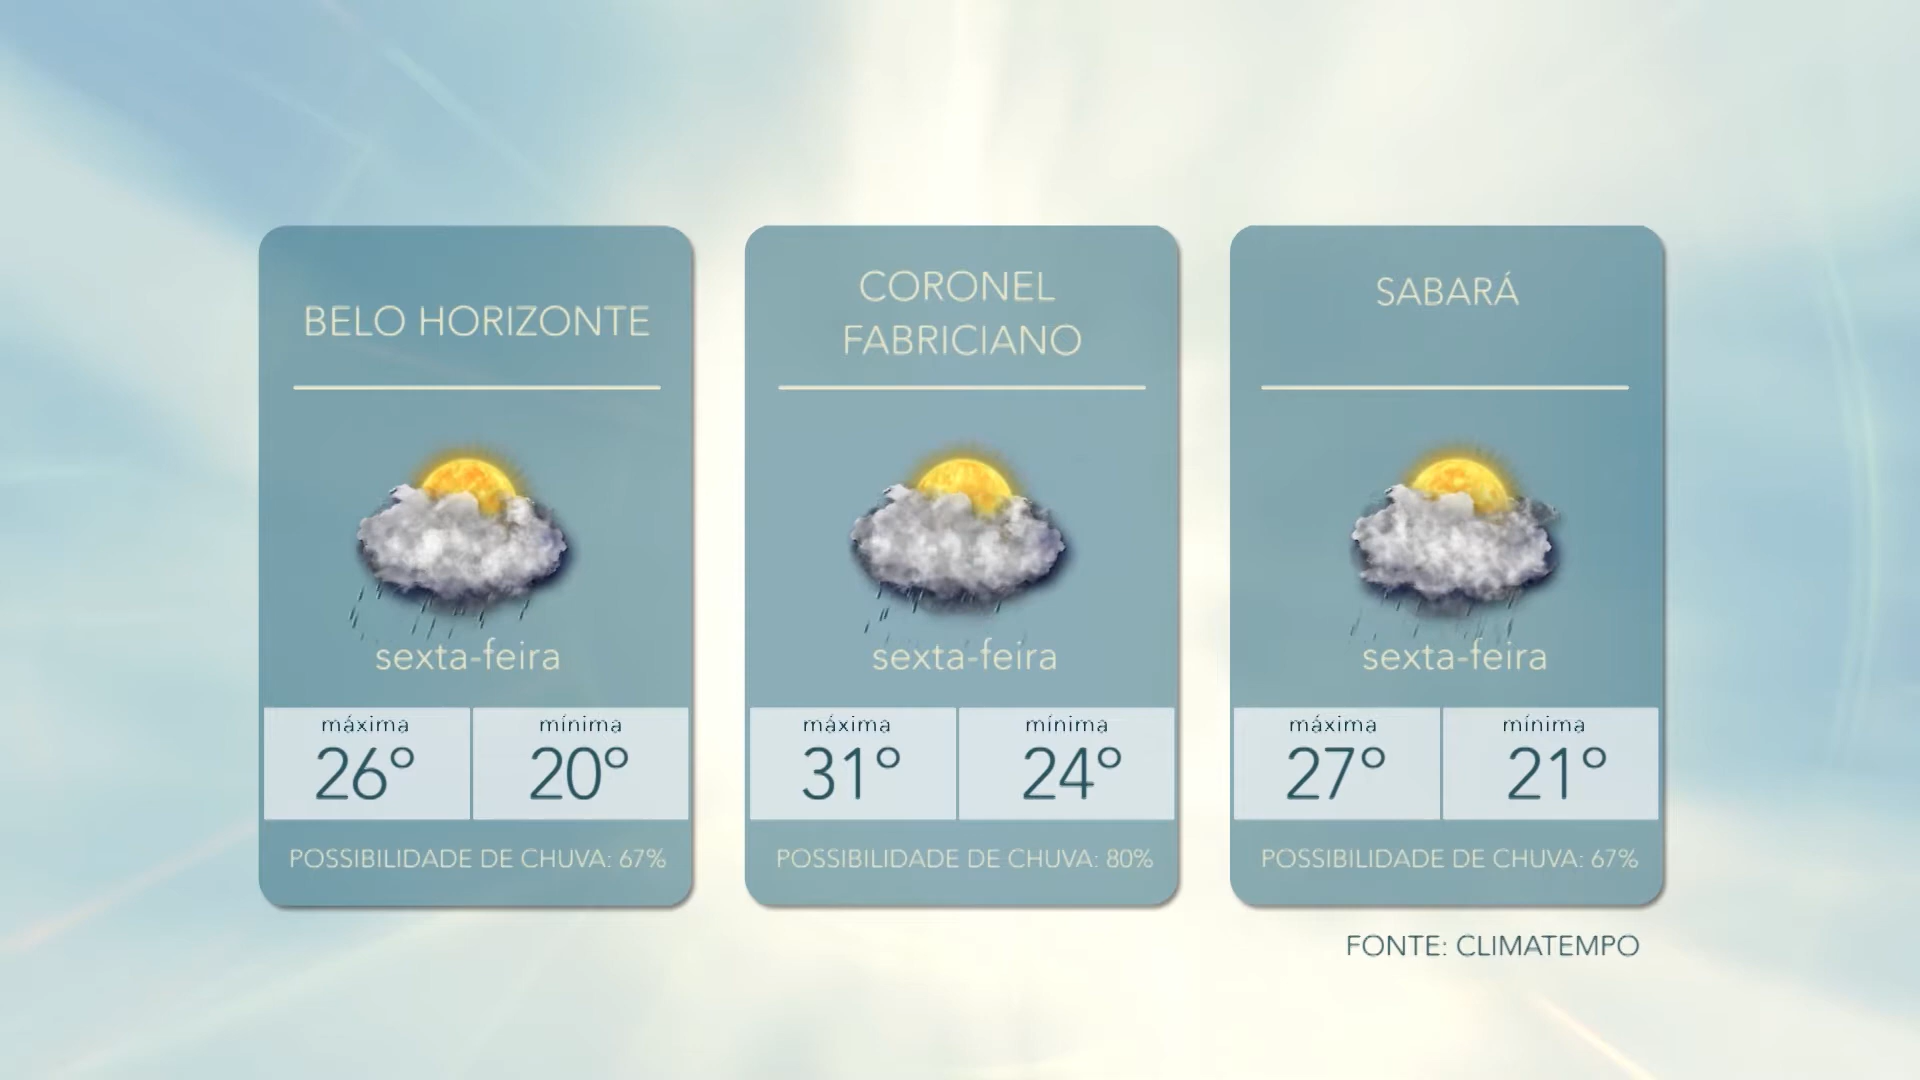 BELO HORIZONTE
sexta-feira
máxima
26°
mínima
20°
POSSIBILIDADE DE CHUVA: 67%
CORONEL
FABRICIANO
sexta-feira
máxima
31°
mínima
24°
POSSIBILIDADE DE CHUVA: 80%
SABARÁ
sexta-feira
máxima
27°
mínima
21°
POSSIBILIDADE DE CHUVA: 67%
FONTE: CLIMATEMPO